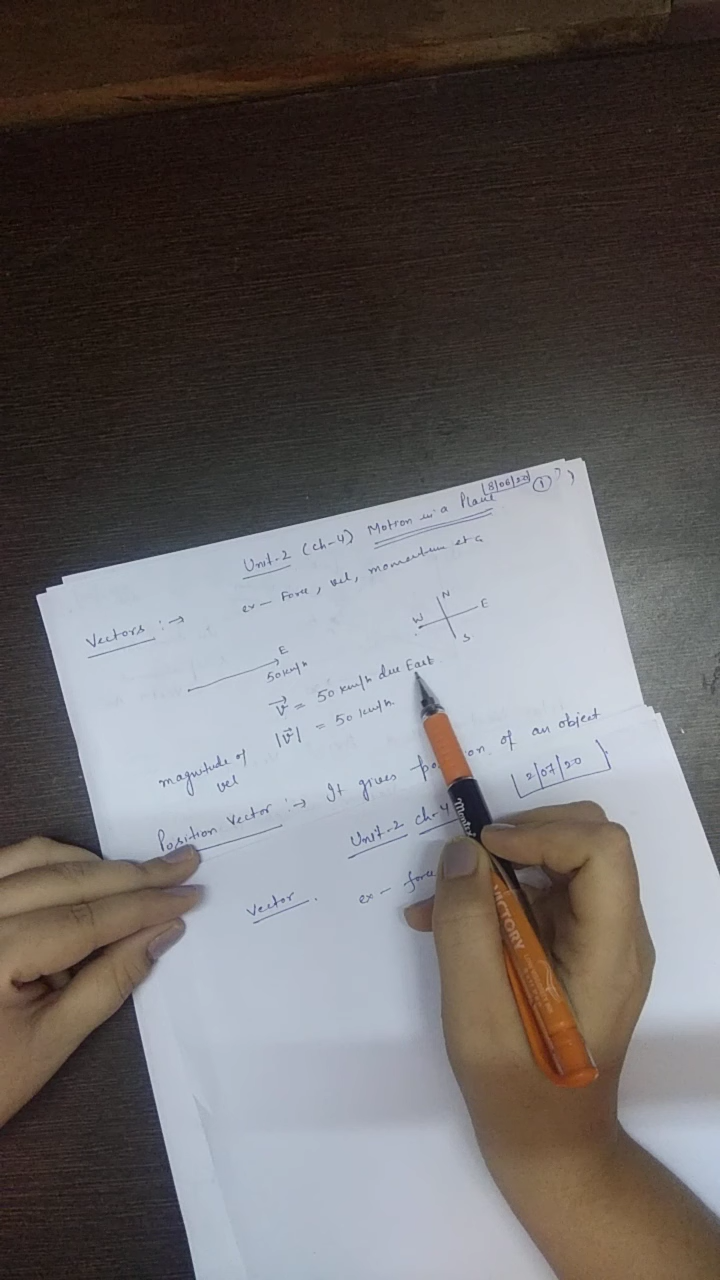 8/06/20 1
Unit-2 (ch-4) Motion in a Plane
Vectors :→ ex- Force, vel, momentum etc
N
W E
S
E
50 km/h
v = 50 km/h due East
magnitude of vel |v| = 50 km/h
Position Vector :→ It gives of an object
2/07/20
Unit-2 ch-4
Vector. ex- force
VICTORY